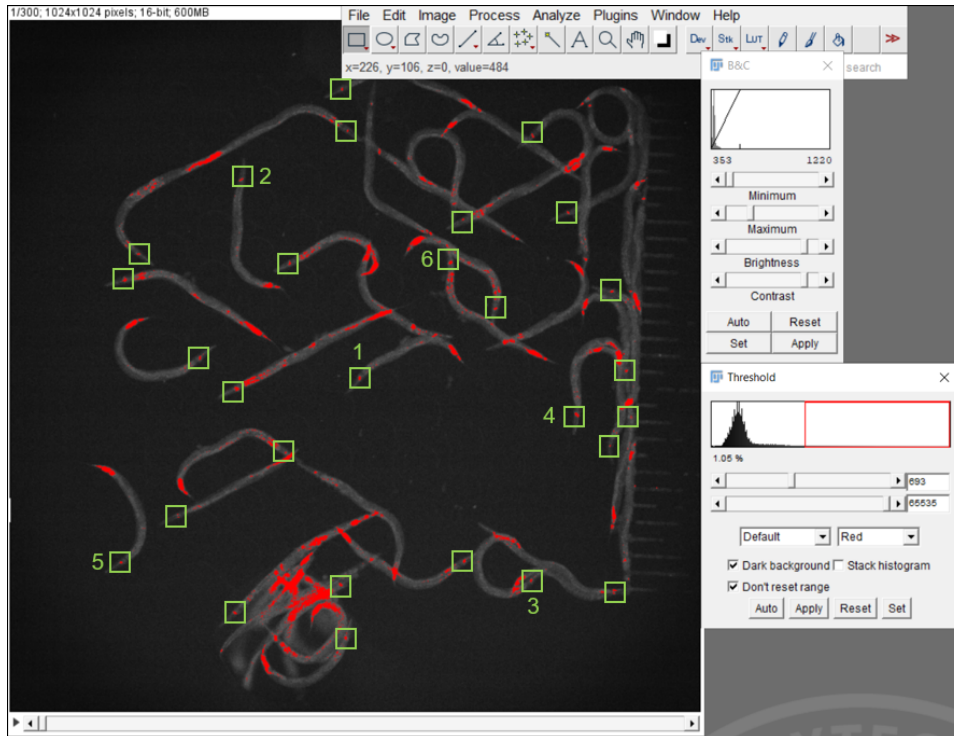 1/300; 1024x1024 pixels; 16-bit; 600MB
File Edit Image Process Analyze Plugins Window Help
Dev Stk LUT
x=226, y=106, z=0, value=484
search
B&C
353 1220
Minimum
Maximum
Brightness
Contrast
Auto Reset
Set Apply
2
6
1
4
5
3
Threshold
1.05 %
693
65535
Default Red
Dark background Stack histogram
Don't reset range
Auto Apply Reset Set